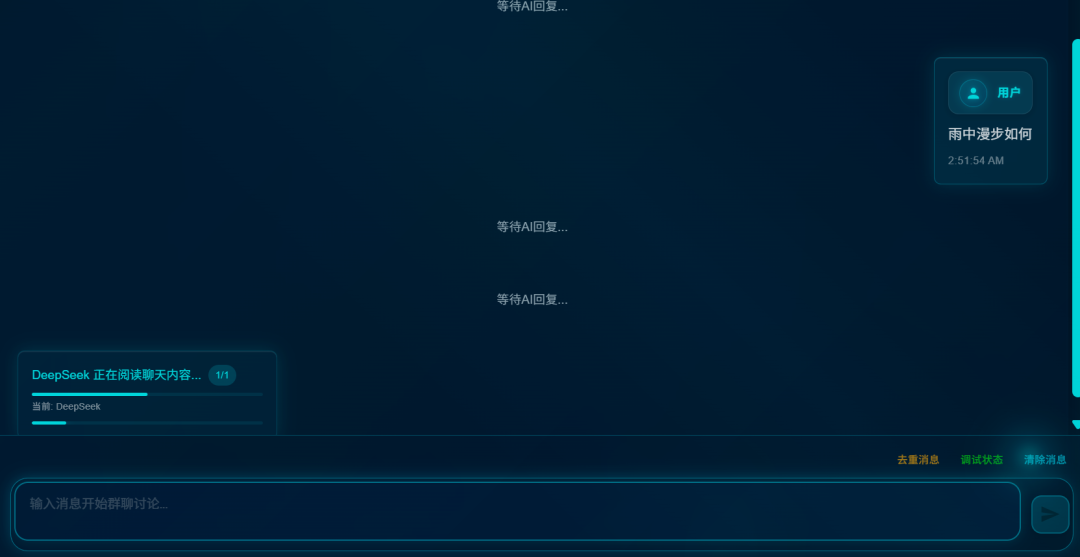 等待AI回复...
用户
雨中漫步如何
2:51:54 AM
等待AI回复...
等待AI回复...
DeepSeek 正在阅读聊天内容... 1/1
当前: DeepSeek
去重消息 调试状态 清除消息
输入消息开始群聊讨论...